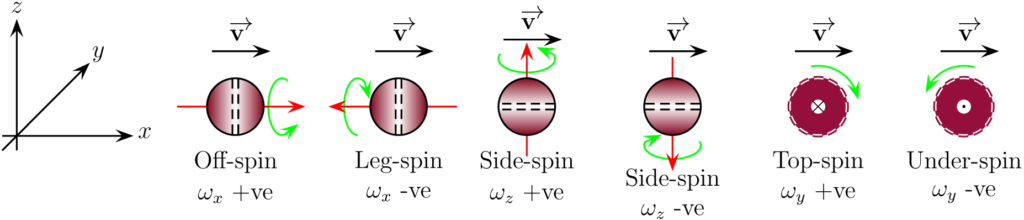 z
y
x
v
Off-spin
ωx +ve
v
Leg-spin
ωx -ve
v
Side-spin
ωz +ve
v
Side-spin
ωz -ve
v
Top-spin
ωy +ve
v
Under-spin
ωy -ve